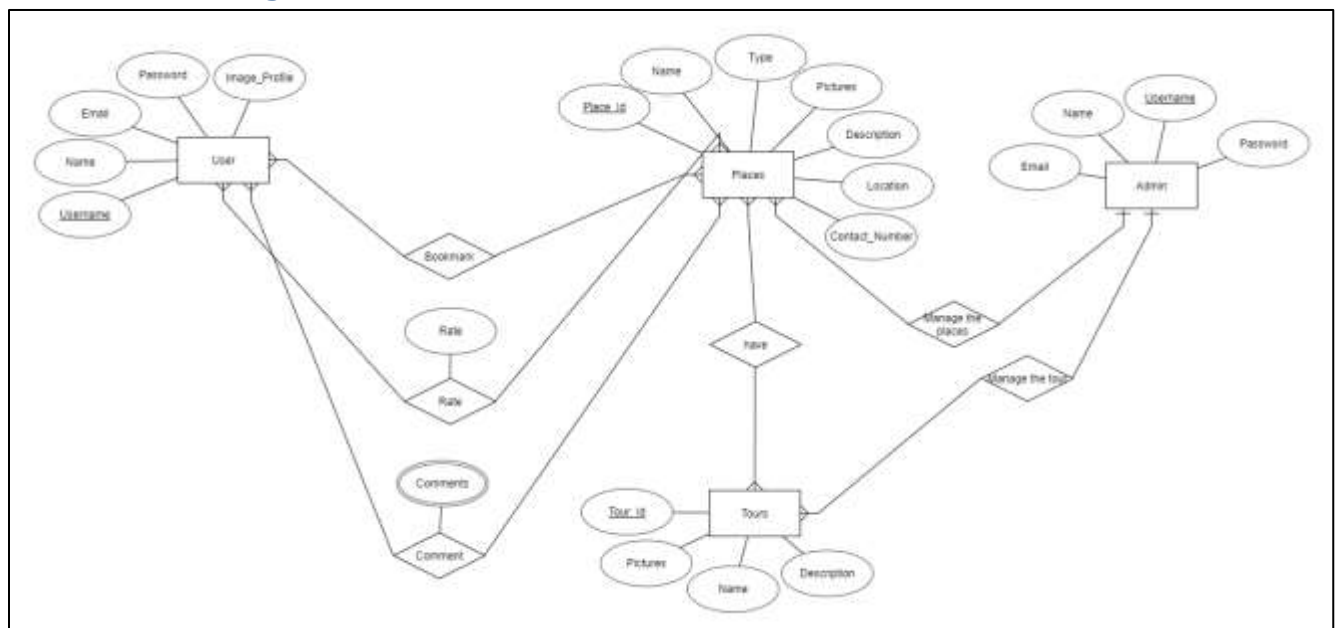 Password
Image_Profile
Email
Name
Username
User
Name
Type
Pictures
Place_Id
Description
Places
Location
Contact_Number
Username
Name
Password
Email
Admin
Bookmark
Rate
Rate
have
Manage the
places
Manage the tour
Comments
Comment
Tour_Id
Tours
Pictures
Name
Description